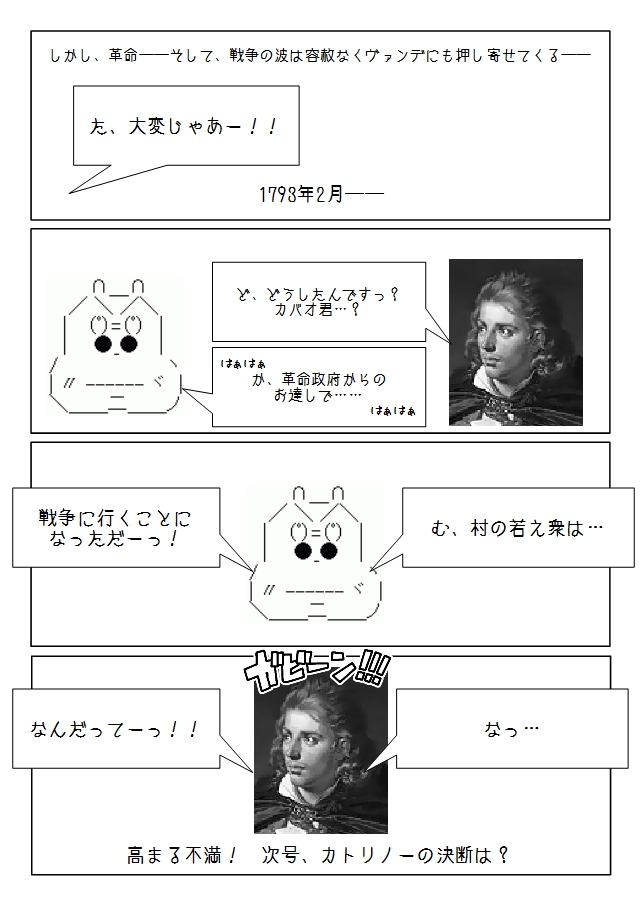 しかし、革命――そして、戦争の波は容赦なくヴァンデにも押し寄せてくる――
た、大変じゃあー！！
1793年2月――
ど、どうしたんですっ？
カバオ君…？
はぁはぁ
が、革命政府からの
お達しで……
はぁはぁ
む、村の若え衆は…
戦争に行くことに
なっただーっ！
ガビーン!!!
なっ…
なんだってーっ！！
高まる不満！　次号、カトリノーの決断は？